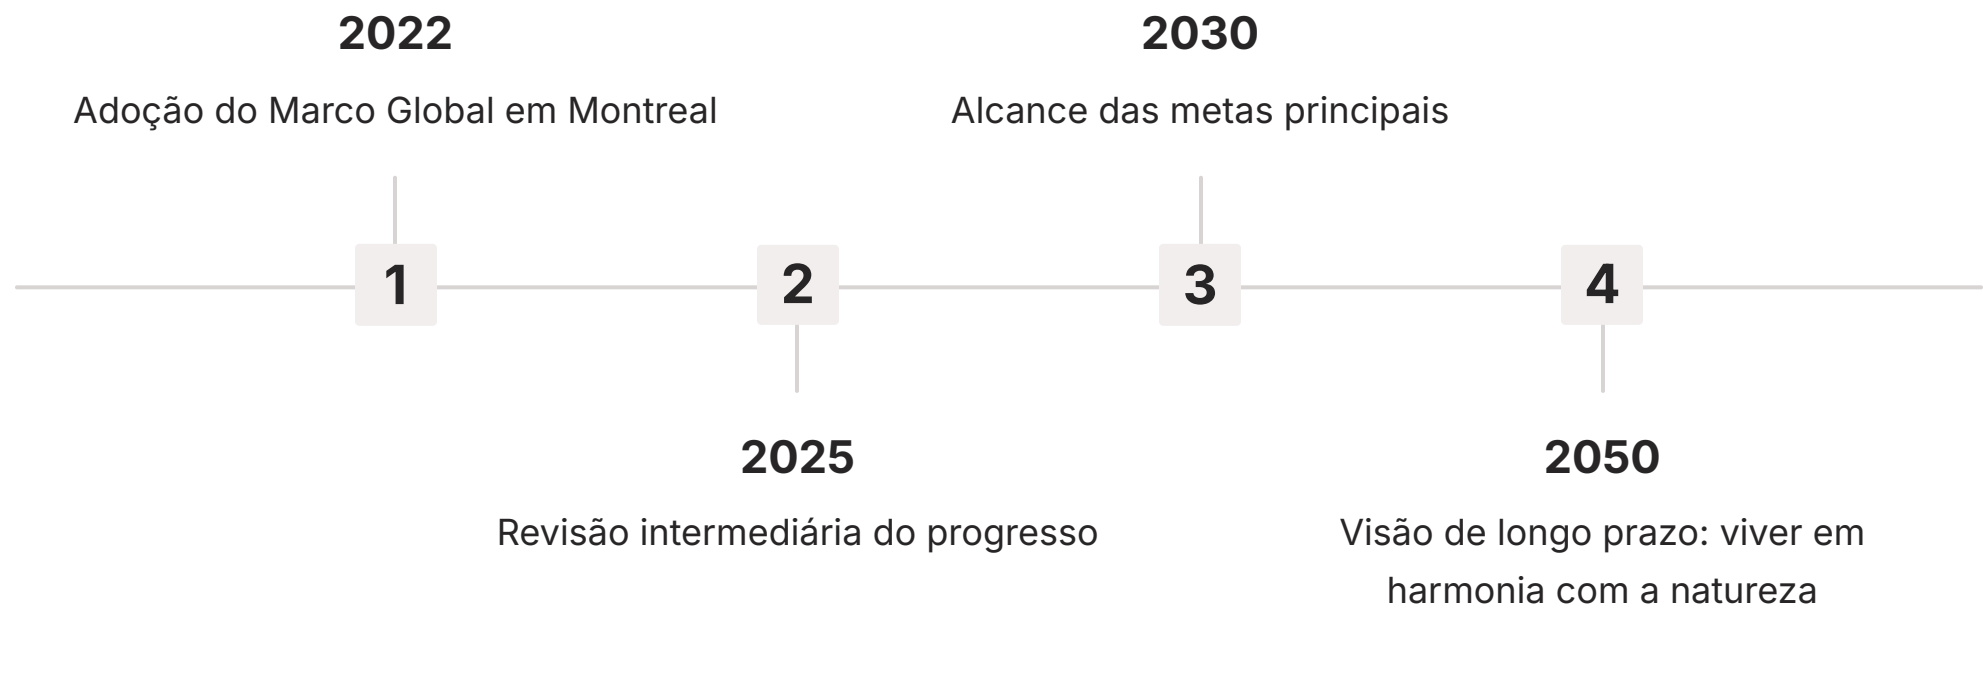 2022
Adoção do Marco Global em Montreal
1
2
2025
Revisão intermediária do progresso
2030
Alcance das metas principais
3
4
2050
Visão de longo prazo: viver em
harmonia com a natureza